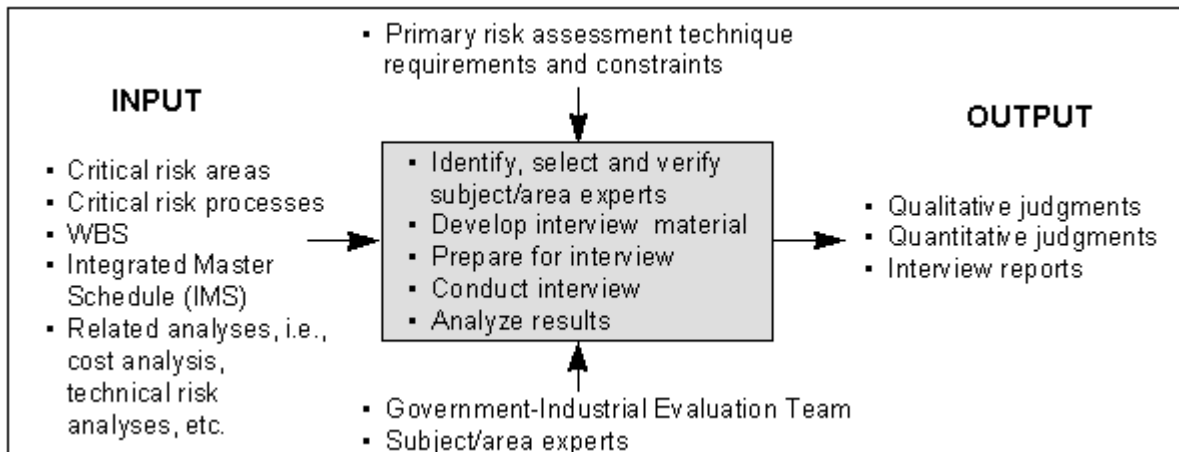 ▪ Primary risk assessment technique
requirements and constraints
INPUT
▪ Critical risk areas
▪ Critical risk processes
▪ WBS
▪ Integrated Master
Schedule (IMS)
▪ Related analyses, i.e.,
cost analysis,
technical risk
analyses, etc.
▪ Identify, select and verify
subject/area experts
▪ Develop interview material
▪ Prepare for interview
▪ Conduct interview
▪ Analyze results
▪ Government-Industrial Evaluation Team
▪ Subject/area experts
OUTPUT
▪ Qualitative judgments
▪ Quantitative judgments
▪ Interview reports